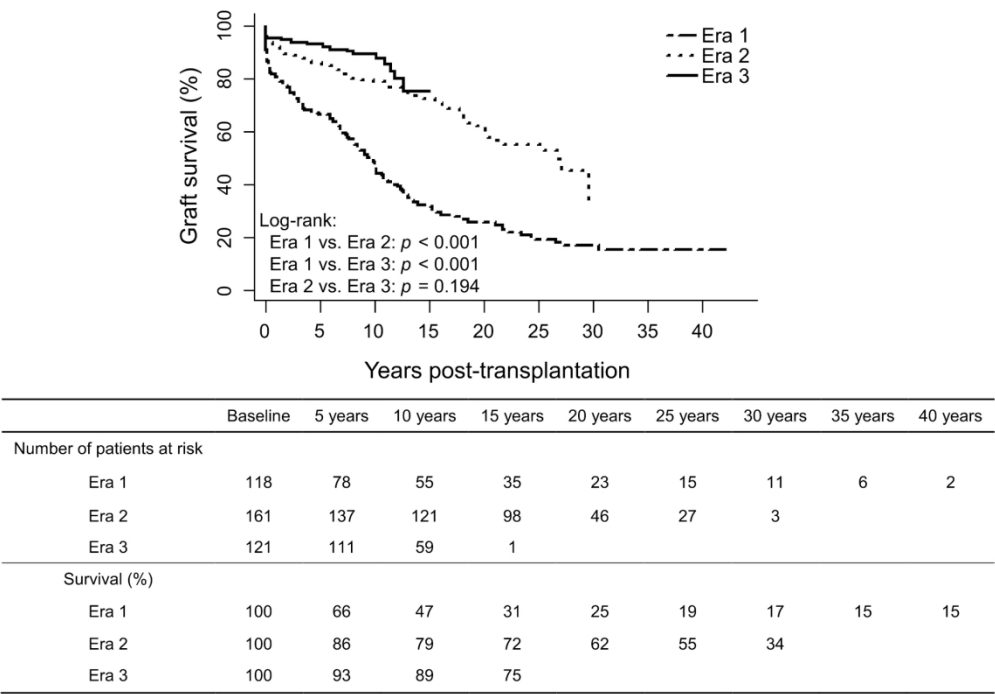 Graft survival (%)
100
80
60
40
20
0
Era 1
Era 2
Era 3
Log-rank:
Era 1 vs. Era 2: p < 0.001
Era 1 vs. Era 3: p < 0.001
Era 2 vs. Era 3: p = 0.194
0 5 10 15 20 25 30 35 40
Years post-transplantation
Baseline 5 years 10 years 15 years 20 years 25 years 30 years 35 years 40 years
Number of patients at risk
Era 1 118 78 55 35 23 15 11 6 2
Era 2 161 137 121 98 46 27 3
Era 3 121 111 59 1
Survival (%)
Era 1 100 66 47 31 25 19 17 15 15
Era 2 100 86 79 72 62 55 34
Era 3 100 93 89 75